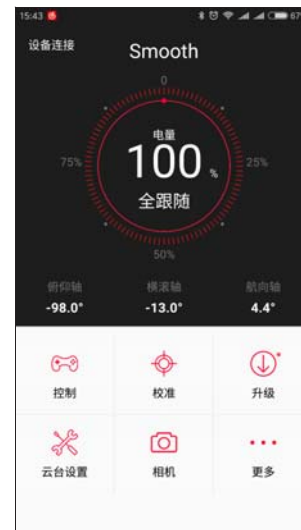 15:43 67
设备连接
Smooth
0
75% 25%
电量
100 %
全跟随
50%
俯仰轴 横滚轴 航向轴
-98.0° -13.0° 4.4°
控制 校准 升级
云台设置 相机 更多